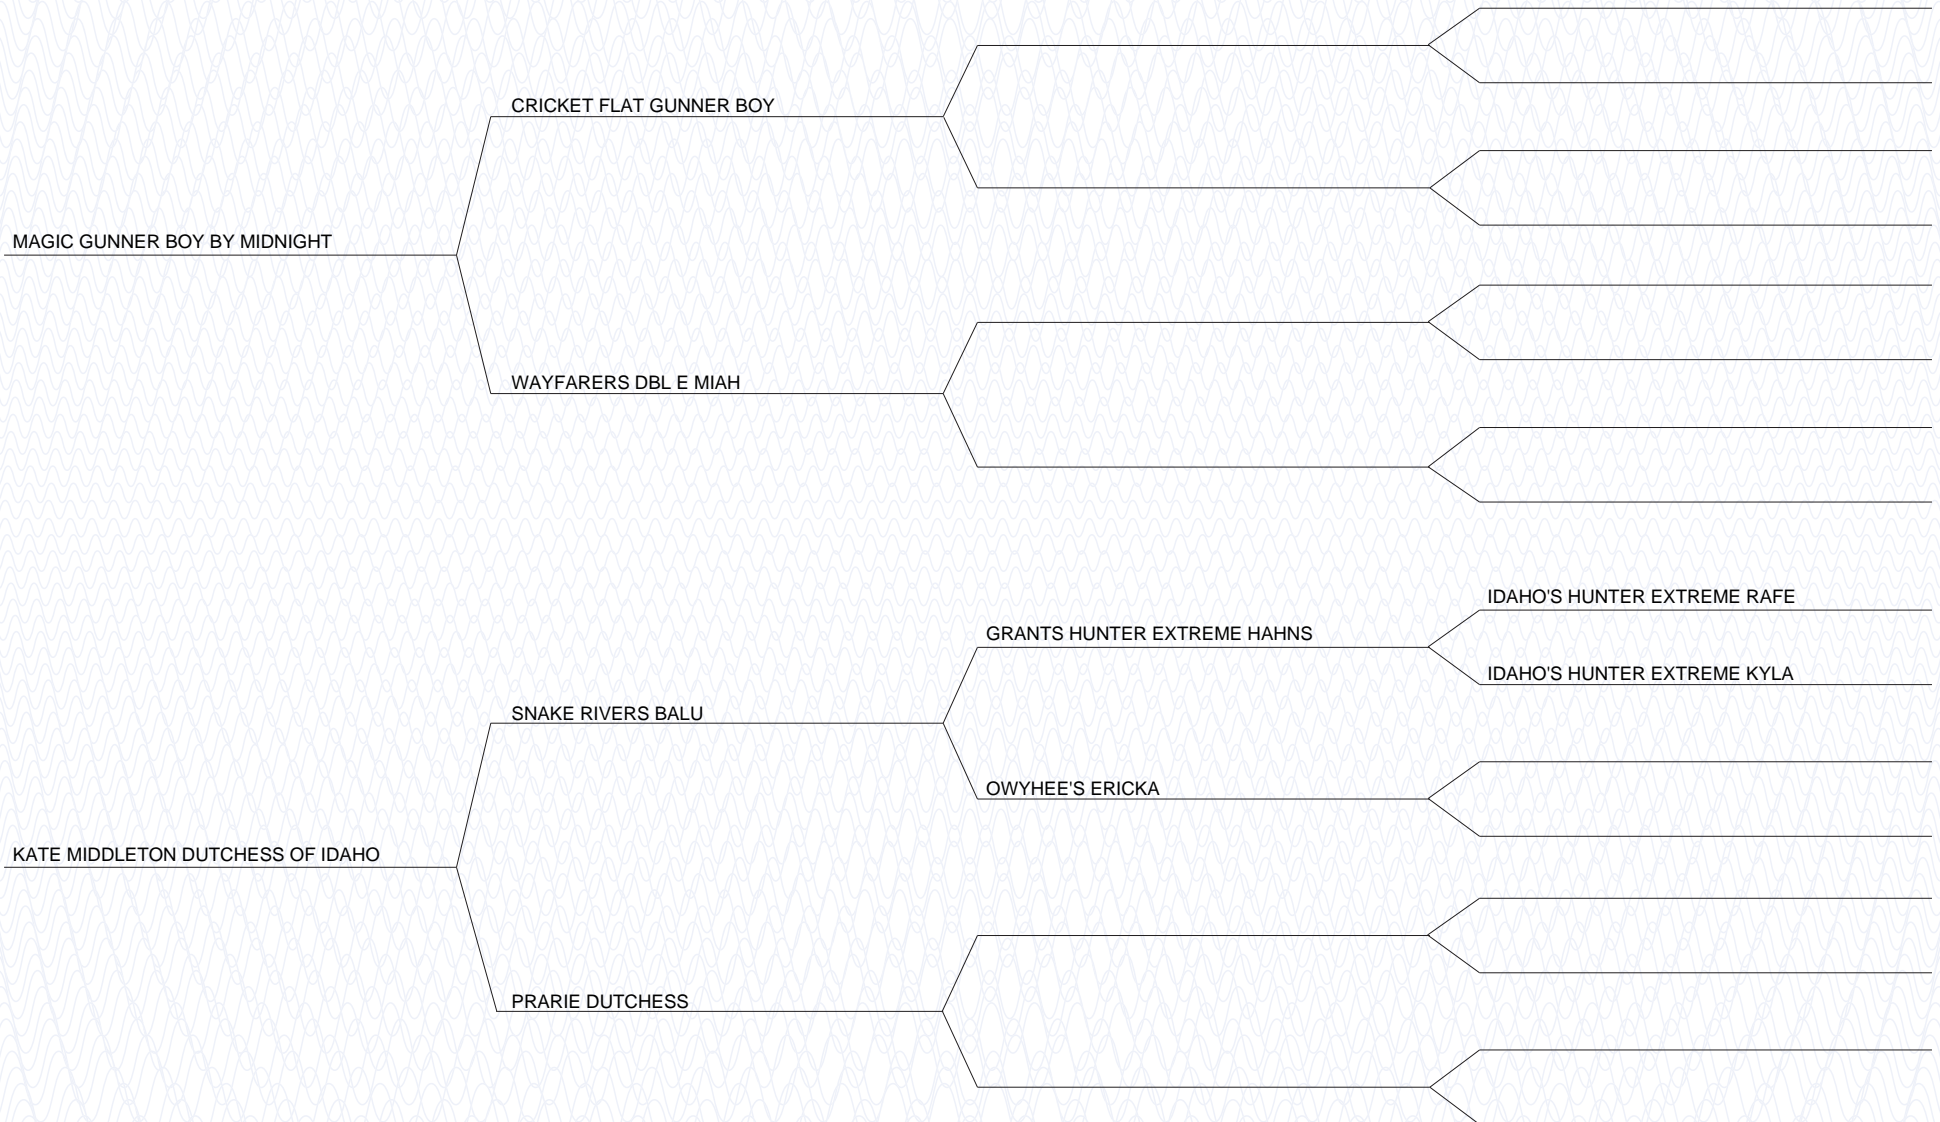 CRICKET FLAT GUNNER BOY
MAGIC GUNNER BOY BY MIDNIGHT
WAYFARERS DBL E MIAH
IDAHO'S HUNTER EXTREME RAFE
GRANTS HUNTER EXTREME HAHNS
IDAHO'S HUNTER EXTREME KYLA
SNAKE RIVERS BALU
OWYHEE'S ERICKA
KATE MIDDLETON DUTCHESS OF IDAHO
PRARIE DUTCHESS